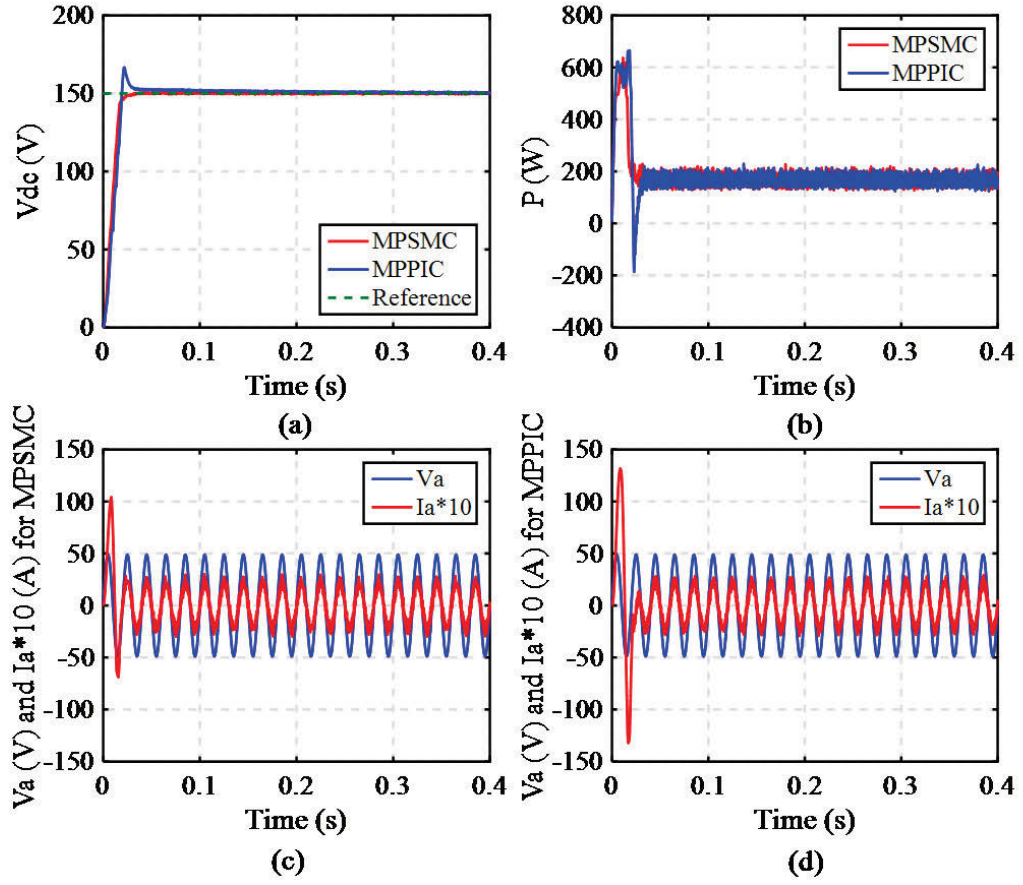 200
150
100
50
0
Vdc (V)
MPSMC
MPPIC
Reference
0
0.1
0.2
0.3
0.4
Time (s)
(a)
800
600
400
200
0
-200
-400
P (W)
MPSMC
MPPIC
0
0.1
0.2
0.3
0.4
Time (s)
(b)
150
100
50
0
-50
-100
-150
Va (V) and Ia*10 (A) for MPSMC
Va
Ia*10
0
0.1
0.2
0.3
0.4
Time (s)
(c)
150
100
50
0
-50
-100
-150
Va (V) and Ia*10 (A) for MPPIC
Va
Ia*10
0
0.1
0.2
0.3
0.4
Time (s)
(d)